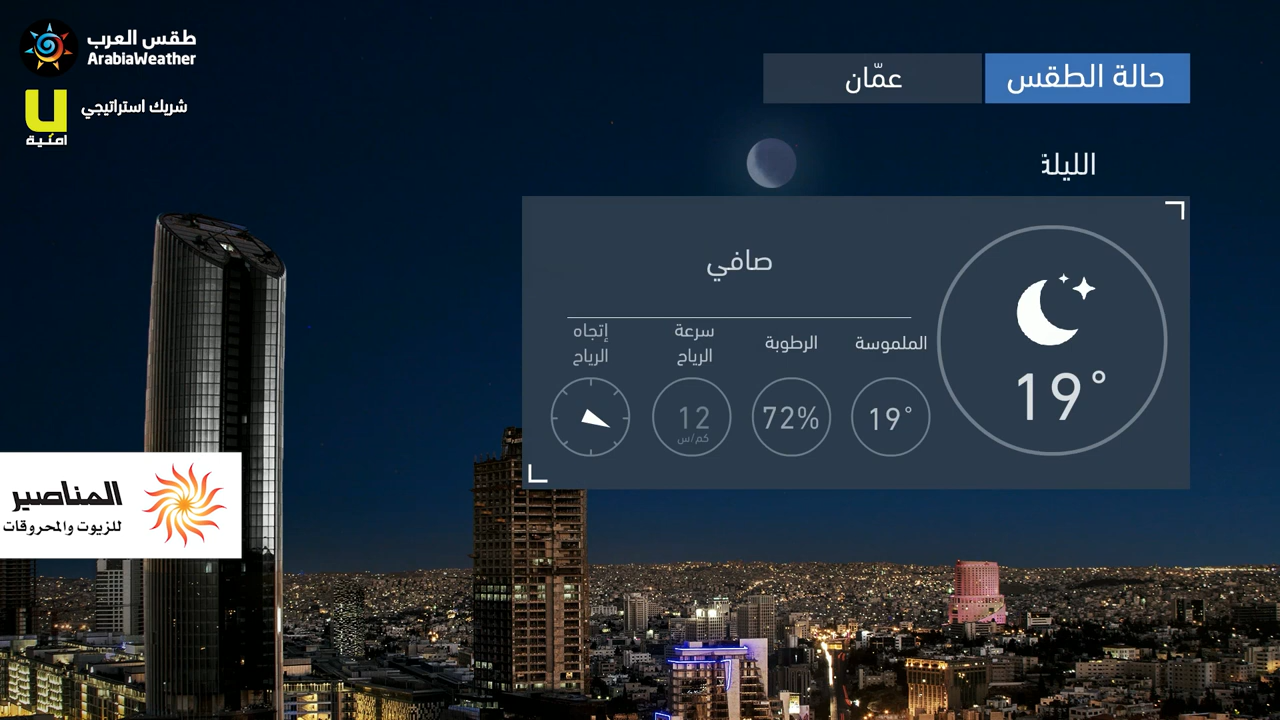 طقس العرب
ArabiaWeather
شريك استراتيجي
امنية
حالة الطقس
عمّان
الليلة
صافي
19°
الملموسة
الرطوبة
سرعة
الرياح
إتجاه
الرياح
19°
72%
12
كم/س
المناصير
للزيوت والمحروقات